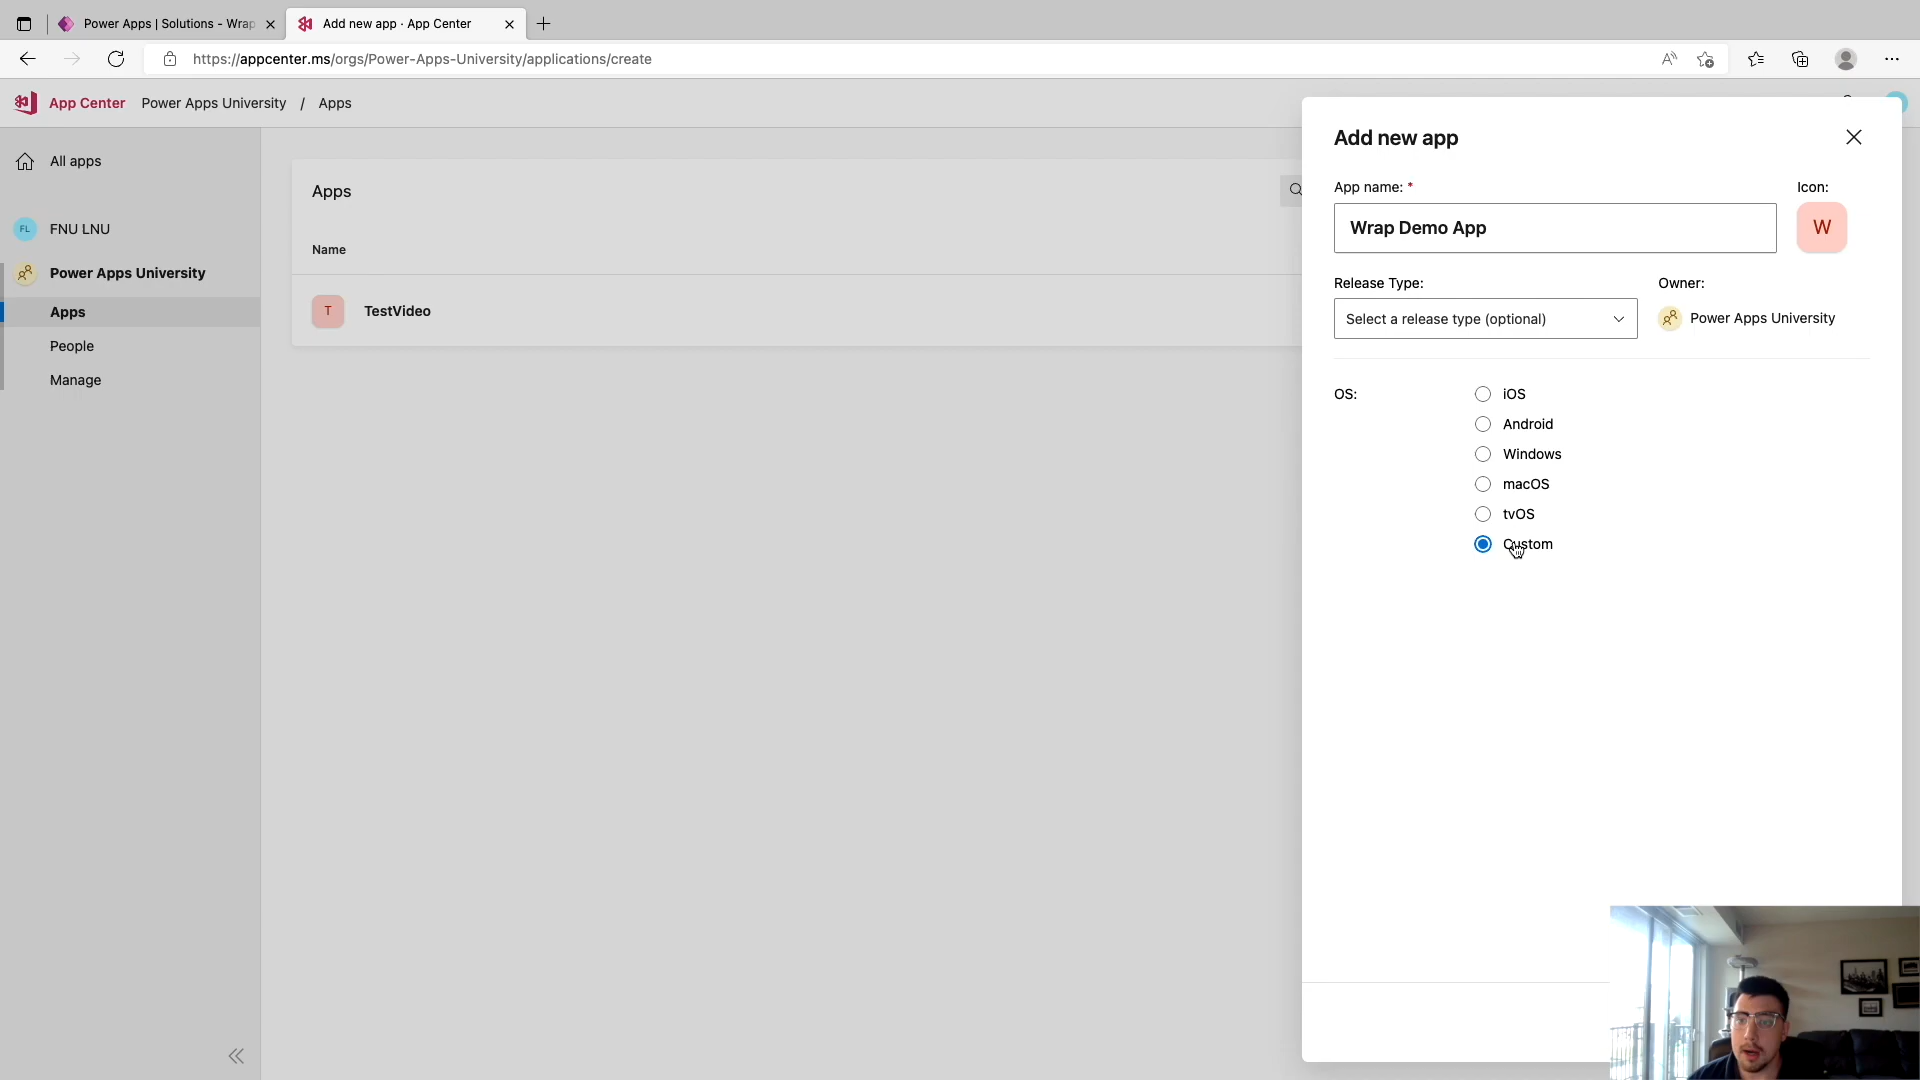 Power Apps | Solutions - Wrap
Add new app · App Center
https://appcenter.ms/orgs/Power-Apps-University/applications/create
App Center Power Apps University / Apps
All apps
FL FNU LNU
Power Apps University
Apps
People
Manage
Apps
Name
T TestVideo
Add new app
App name: *
Icon:
Wrap Demo App
W
Release Type:
Owner:
Select a release type (optional)
Power Apps University
OS:
iOS
Android
Windows
macOS
tvOS
Custom